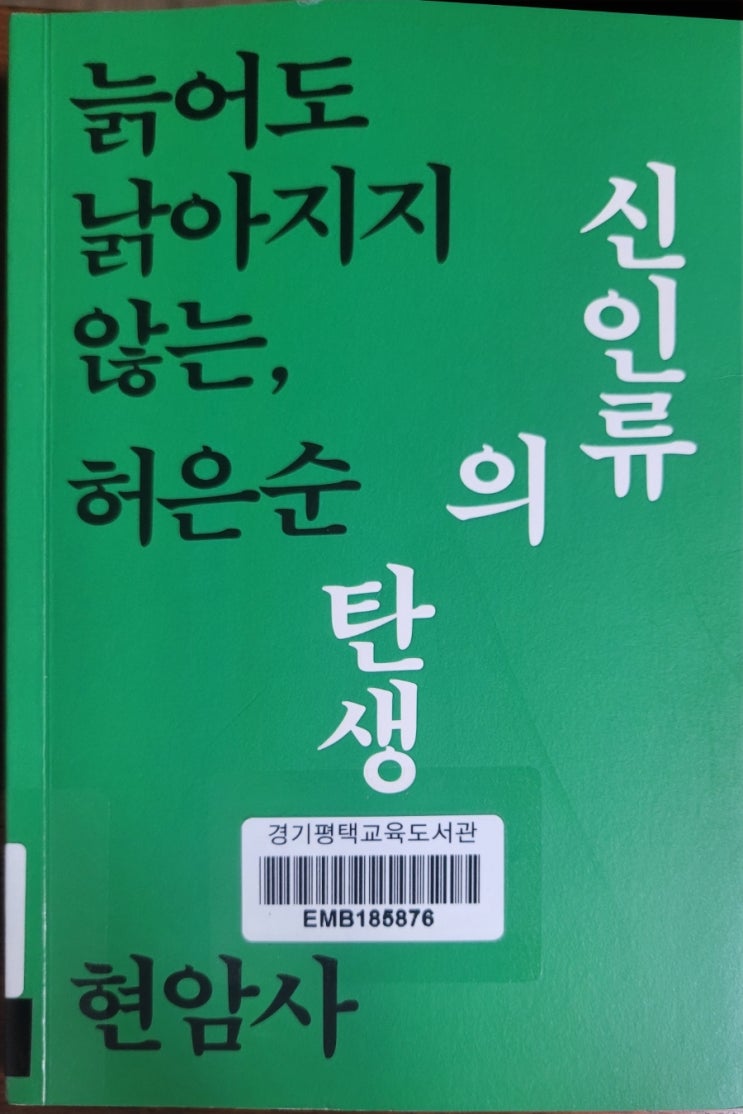 늙어도
낡아지지
않는,
신인류
의
탄생
허은순
경기평택교육도서관
EMB185876
현암사